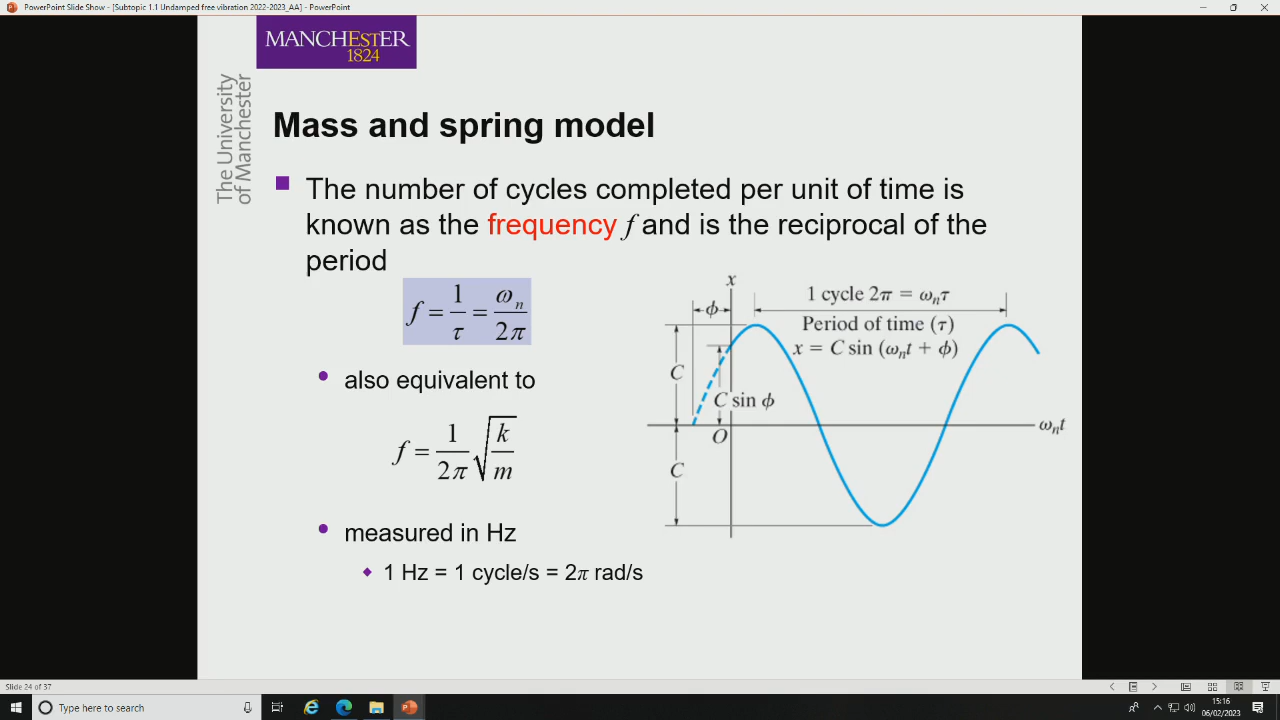 PowerPoint Slide Show - [Subtopic 1.1 Undamped free vibration 2022-2023_AA] - PowerPoint
MANCHESTER
1824
The University
of Manchester
Mass and spring model
The number of cycles completed per unit of time is
known as the frequency f and is the reciprocal of the
period
f = 1/τ = ωn/2π
also equivalent to
f = 1/2π √k/m
measured in Hz
1 Hz = 1 cycle/s = 2π rad/s
x
ϕ
1 cycle 2π = ωnτ
Period of time (τ)
x = C sin (ωnt + ϕ)
C
C sin ϕ
O
ωnt
C
Slide 24 of 37
Type here to search
15:16
06/02/2023